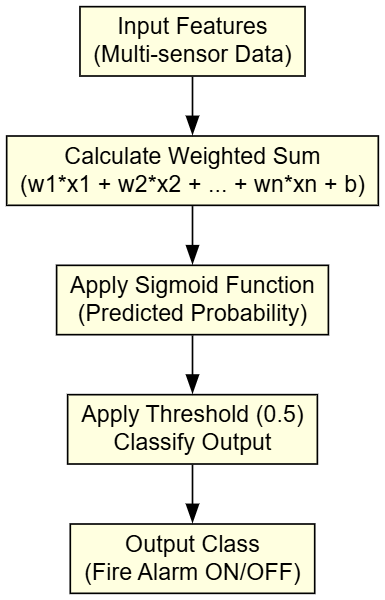 Input Features
(Multi-sensor Data)
Calculate Weighted Sum
(w1*x1 + w2*x2 + ... + wn*xn + b)
Apply Sigmoid Function
(Predicted Probability)
Apply Threshold (0.5)
Classify Output
Output Class
(Fire Alarm ON/OFF)